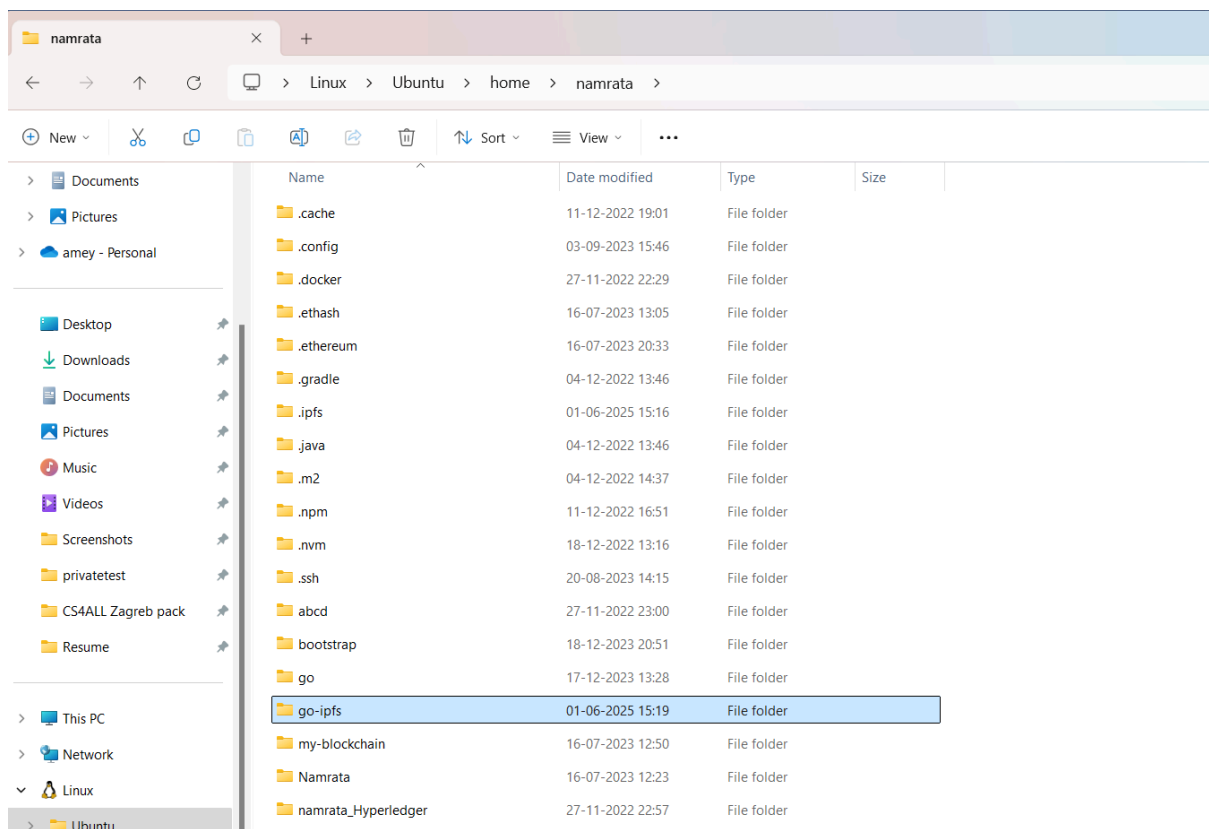 namrata
Linux > Ubuntu > home > namrata >
New Sort View ...
Documents
Pictures
amey - Personal
Desktop
Downloads
Documents
Pictures
Music
Videos
Screenshots
privatetest
CS4ALL Zagreb pack
Resume
This PC
Network
Linux
Ubuntu
Name Date modified Type Size
.cache 11-12-2022 19:01 File folder
.config 03-09-2023 15:46 File folder
.docker 27-11-2022 22:29 File folder
.ethash 16-07-2023 13:05 File folder
.ethereum 16-07-2023 20:33 File folder
.gradle 04-12-2022 13:46 File folder
.ipfs 01-06-2025 15:16 File folder
.java 04-12-2022 13:46 File folder
.m2 04-12-2022 14:37 File folder
.npm 11-12-2022 16:51 File folder
.nvm 18-12-2022 13:16 File folder
.ssh 20-08-2023 14:15 File folder
abcd 27-11-2022 23:00 File folder
bootstrap 18-12-2023 20:51 File folder
go 17-12-2023 13:28 File folder
go-ipfs 01-06-2025 15:19 File folder
my-blockchain 16-07-2023 12:50 File folder
Namrata 16-07-2023 12:23 File folder
namrata_Hyperledger 27-11-2022 22:57 File folder